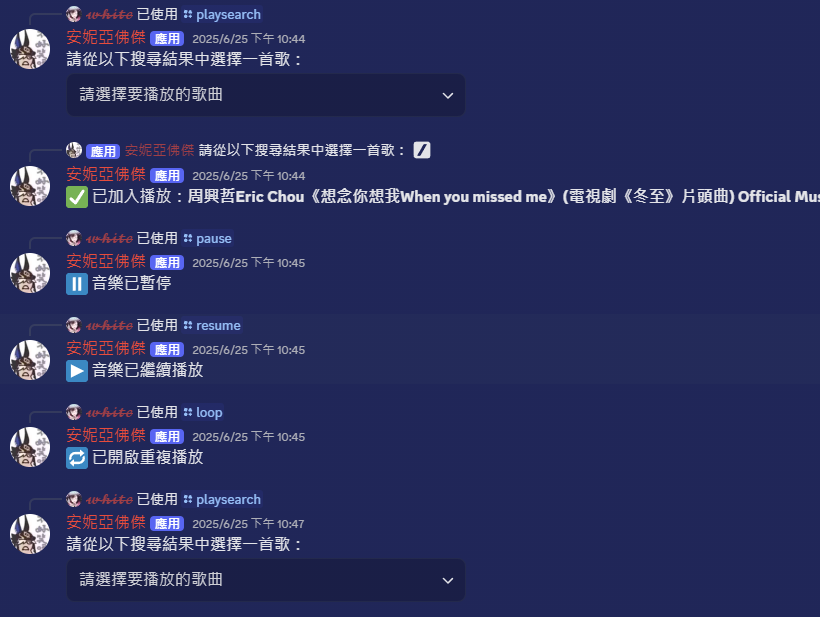 white 已使用 playsearch
安妮亞佛傑 應用 2025/6/25 下午 10:44
請從以下搜尋結果中選擇一首歌：
請選擇要播放的歌曲
應用 安妮亞佛傑 請從以下搜尋結果中選擇一首歌：
安妮亞佛傑 應用 2025/6/25 下午 10:44
已加入播放：周興哲Eric Chou《想念你想我When you missed me》(電視劇《冬至》片頭曲) Official Mus
white 已使用 pause
安妮亞佛傑 應用 2025/6/25 下午 10:45
音樂已暫停
white 已使用 resume
安妮亞佛傑 應用 2025/6/25 下午 10:45
音樂已繼續播放
white 已使用 loop
安妮亞佛傑 應用 2025/6/25 下午 10:45
已開啟重複播放
white 已使用 playsearch
安妮亞佛傑 應用 2025/6/25 下午 10:47
請從以下搜尋結果中選擇一首歌：
請選擇要播放的歌曲